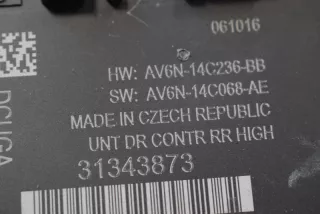 061016
HW: AV6N-14C236-BB
SW: AV6N-14C068-AE
MADE IN CZECH REPUBLIC
UNT DR CONTR RR HIGH
31343873